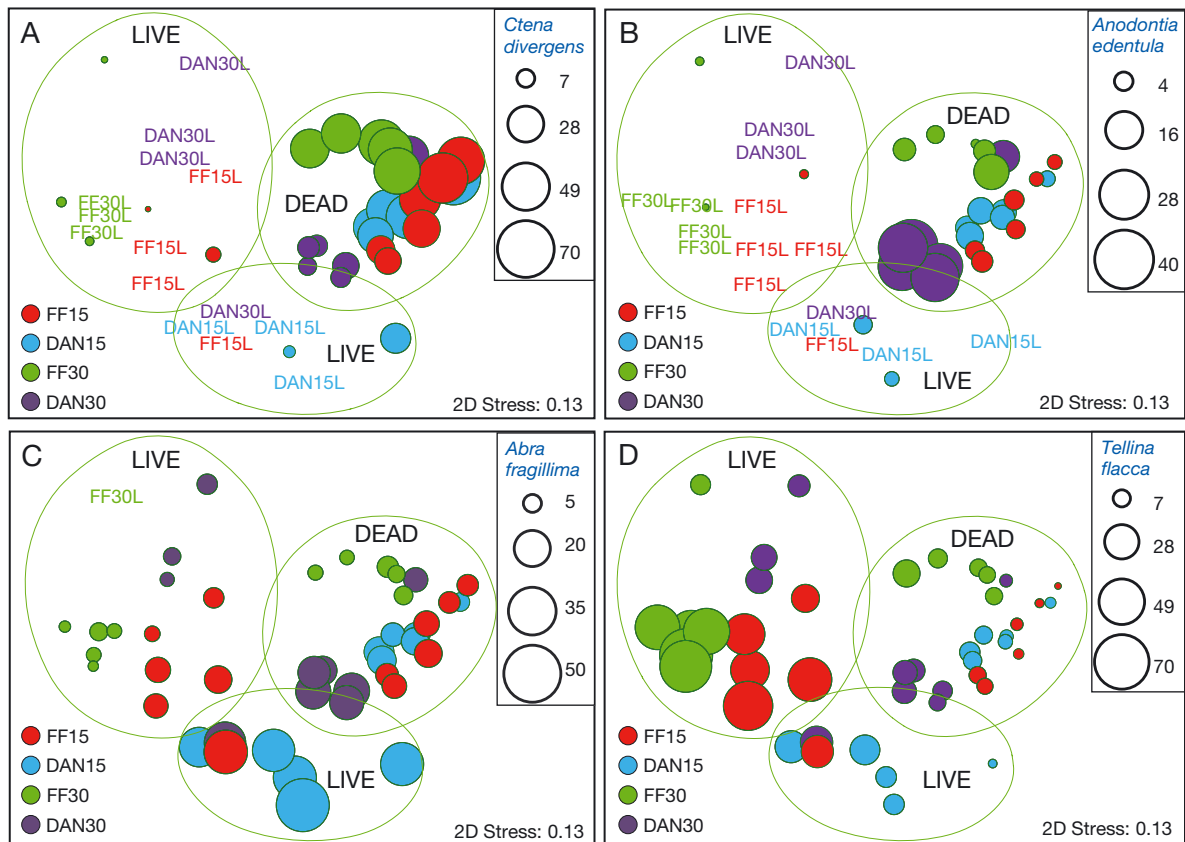 A
LIVE
DAN30L
DAN30L
DAN30L
FF15L
FF30L
FF30L
FF30L
FF15L
DEAD
DAN30L
DAN15L
DAN15L
FF15L
DAN15L
LIVE
FF15
DAN15
FF30
DAN30
2D Stress: 0.13
Ctena
divergens
7
28
49
70
B
LIVE
DAN30L
DAN30L
DAN30L
FF30L
FF30L
FF15L
FF30L
FF30L
FF15L
FF15L
FF15L
DEAD
DAN30L
DAN15L
FF15L
DAN15L
DAN15L
LIVE
FF15
DAN15
FF30
DAN30
2D Stress: 0.13
Anodontia
edentula
4
16
28
40
C
LIVE
FF30L
DEAD
LIVE
FF15
DAN15
FF30
DAN30
2D Stress: 0.13
Abra
fragillima
5
20
35
50
D
LIVE
DEAD
LIVE
FF15
DAN15
FF30
DAN30
2D Stress: 0.13
Tellina
flacca
7
28
49
70